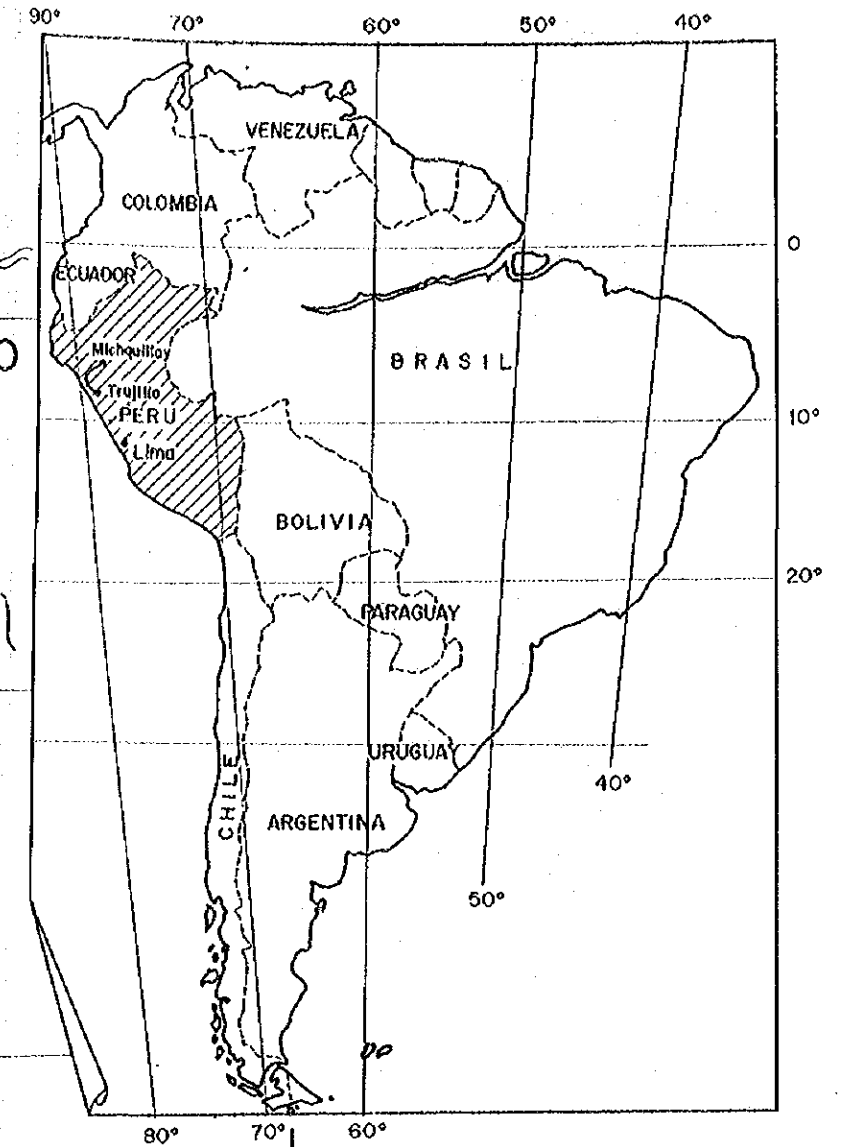 90° 70° 60° 50° 40°
VENEZUELA
COLOMBIA
0
ECUADOR
Michquillay
BRASIL
Trujillo
PERU
10°
Lima
BOLIVIA
20°
PARAGUAY
URUGUAY
CHILE
40°
ARGENTINA
50°
80° 70° 60°